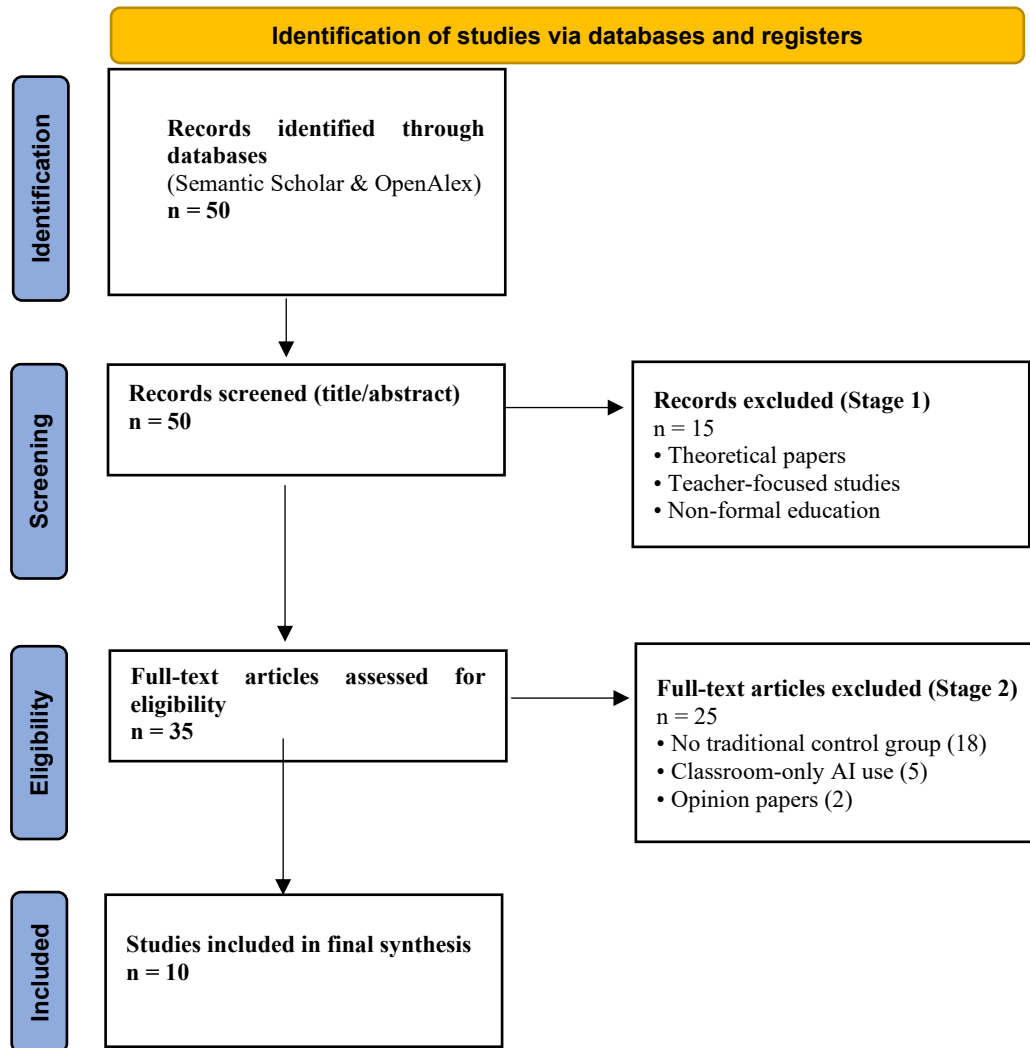 Identification of studies via databases and registers
Identification
Records identified through
databases
(Semantic Scholar & OpenAlex)
n = 50
Screening
Records screened (title/abstract)
n = 50
Records excluded (Stage 1)
n = 15
• Theoretical papers
• Teacher-focused studies
• Non-formal education
Eligibility
Full-text articles assessed for
eligibility
n = 35
Full-text articles excluded (Stage 2)
n = 25
• No traditional control group (18)
• Classroom-only AI use (5)
• Opinion papers (2)
Included
Studies included in final synthesis
n = 10